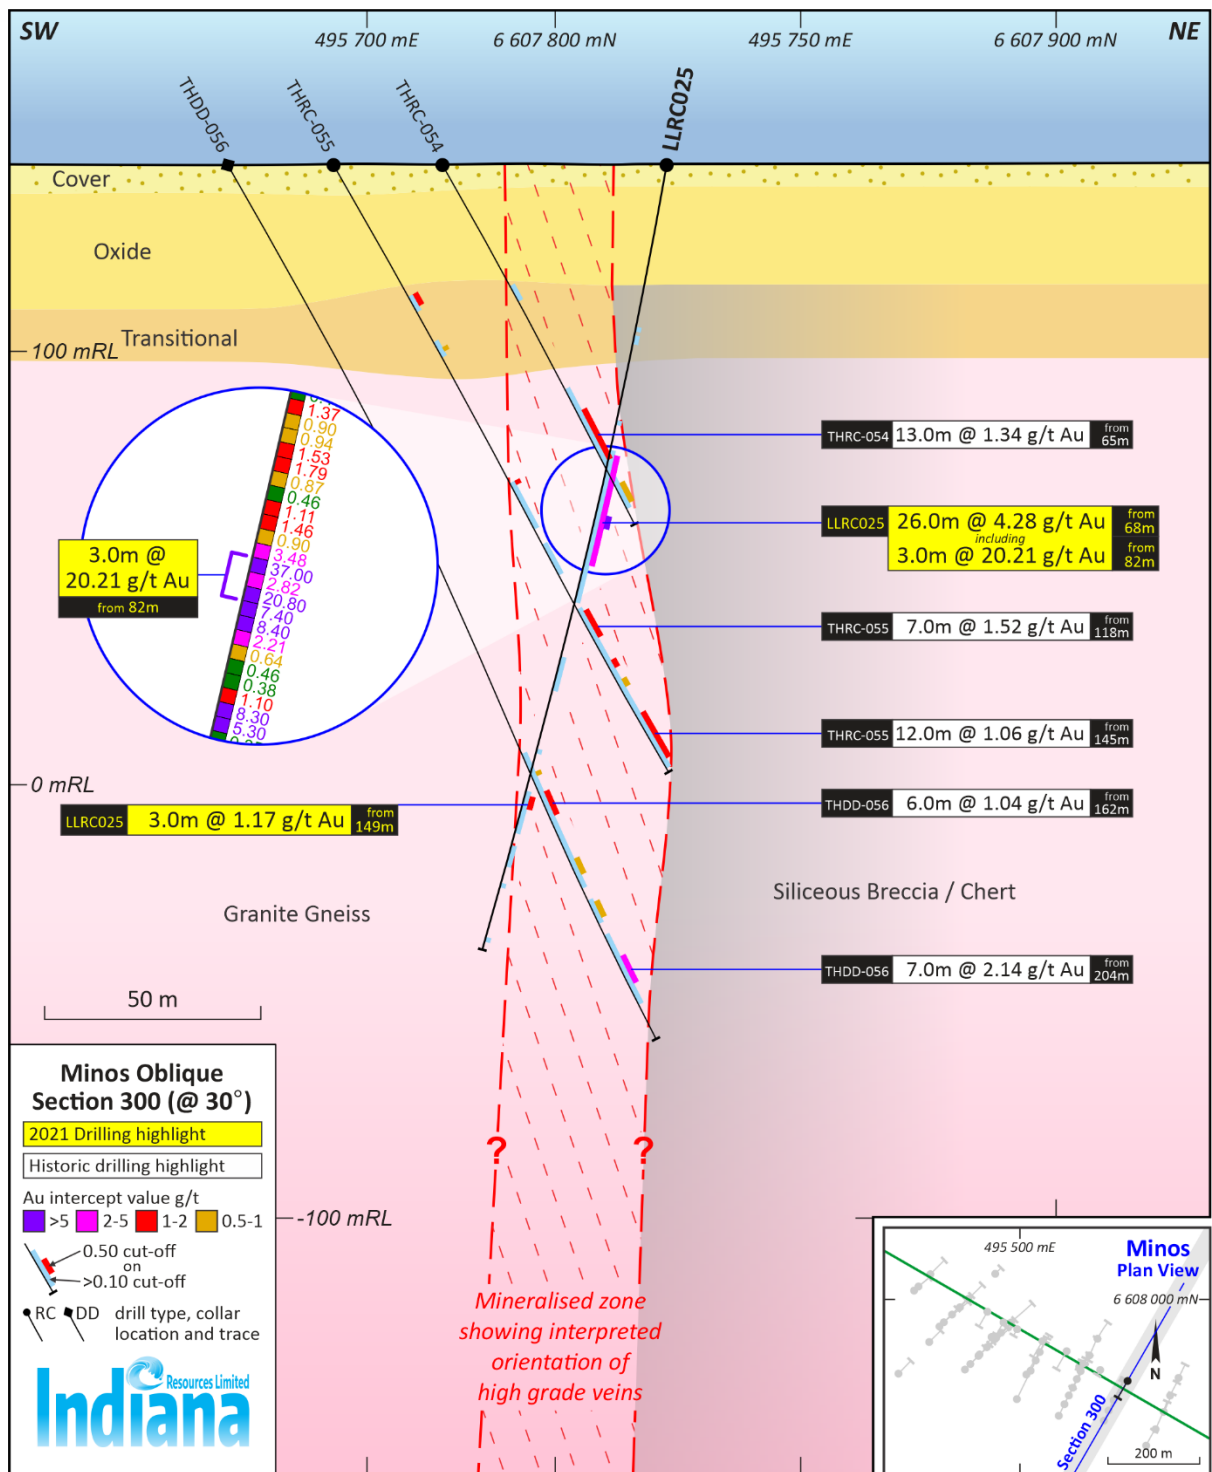 SW
495 700 mE
6 607 800 mN
495 750 mE
6 607 900 mN
NE
THDD-056
THRC-055
THRC-054
LLRC025
Cover
Oxide
Transitional
100 mRL
1.37
0.90
0.94
1.53
1.79
0.87
0.46
1.11
1.46
0.90
3.48
37.00
2.82
20.80
7.40
8.40
2.21
0.64
0.46
0.38
1.10
8.30
5.30
3.0m @
20.21 g/t Au
from 82m
THRC-054 13.0m @ 1.34 g/t Au from 65m
LLRC025 26.0m @ 4.28 g/t Au from 68m
including
3.0m @ 20.21 g/t Au from 82m
THRC-055 7.0m @ 1.52 g/t Au from 118m
THRC-055 12.0m @ 1.06 g/t Au from 145m
0 mRL
LLRC025 3.0m @ 1.17 g/t Au from 149m
THDD-056 6.0m @ 1.04 g/t Au from 162m
Granite Gneiss
Siliceous Breccia / Chert
THDD-056 7.0m @ 2.14 g/t Au from 204m
50 m
Minos Oblique
Section 300 (@ 30°)
2021 Drilling highlight
Historic drilling highlight
Au intercept value g/t
>5 2-5 1-2 0.5-1
0.50 cut-off
on
>0.10 cut-off
RC DD drill type, collar
location and trace
Indiana Resources Limited
? ?
-100 mRL
Mineralised zone
showing interpreted
orientation of
high grade veins
495 500 mE
Minos
Plan View
6 608 000 mN
N
Section 300
200 m